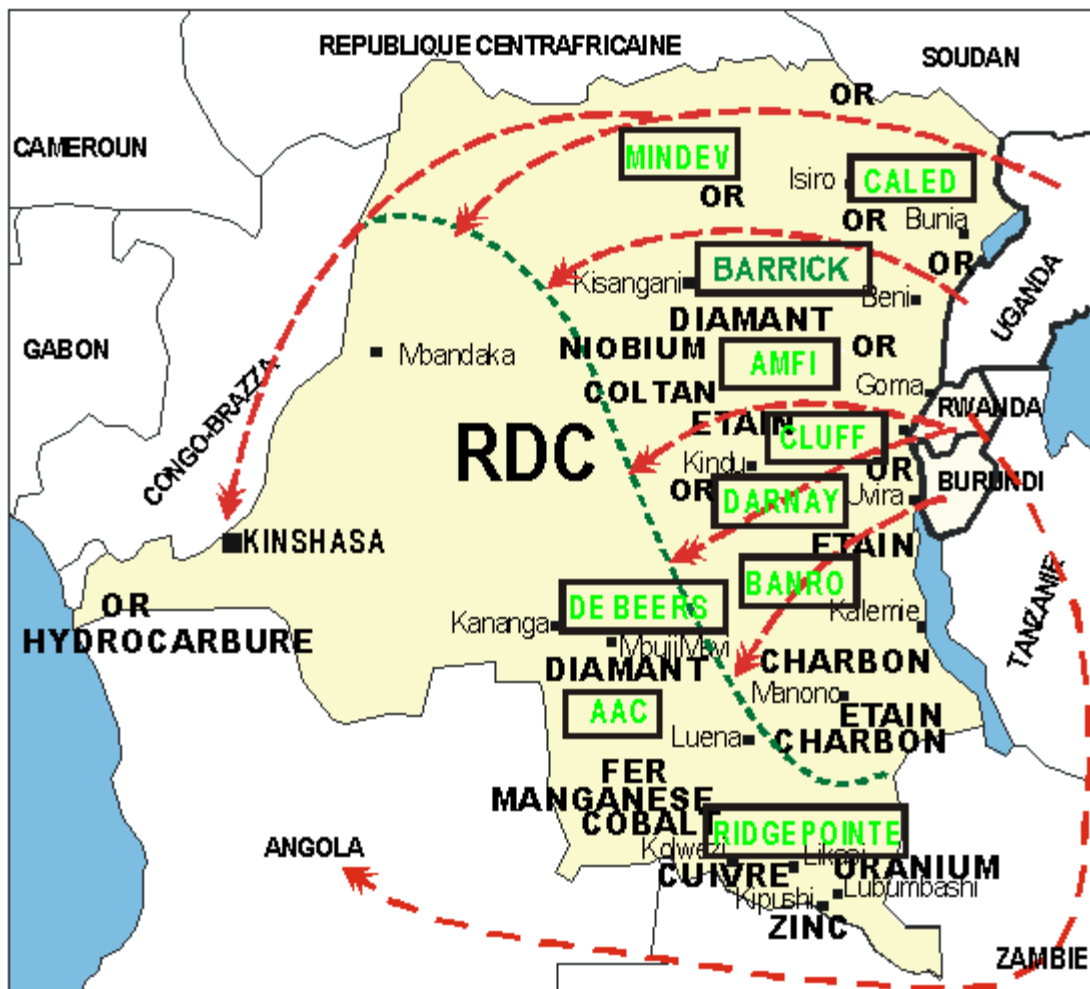 REPUBLIQUE CENTRAFRICAINE
SOUDAN
OR
CAMEROUN
MINDEV
Isiro
CALED
OR
OR
Bunia
OR
BARRICK
Kisangani
Beni
UGANDA
DIAMANT
GABON
Mbandaka
NIOBIUM
AMFI
OR
COLTAN
Goma
CONGO-BRAZZA
RWANDA
ETAIN
CLUFF
RDC
Kindu
OR
BURUNDI
OR
DARNAY
Uvira
KINSHASA
ETAIN
BANRO
TANZANIE
OR
DE BEERS
Kalemie
HYDROCARBURE
Kananga
MbujiMayi
DIAMANT
CHARBON
Manono
AAC
ETAIN
Luena
CHARBON
FER
MANGANESE
COBALT
RIDGEPOINTE
ANGOLA
Kolwezi
Likasi
CUIVRE
URANIUM
Lubumbashi
Kipushi
ZINC
ZAMBIE